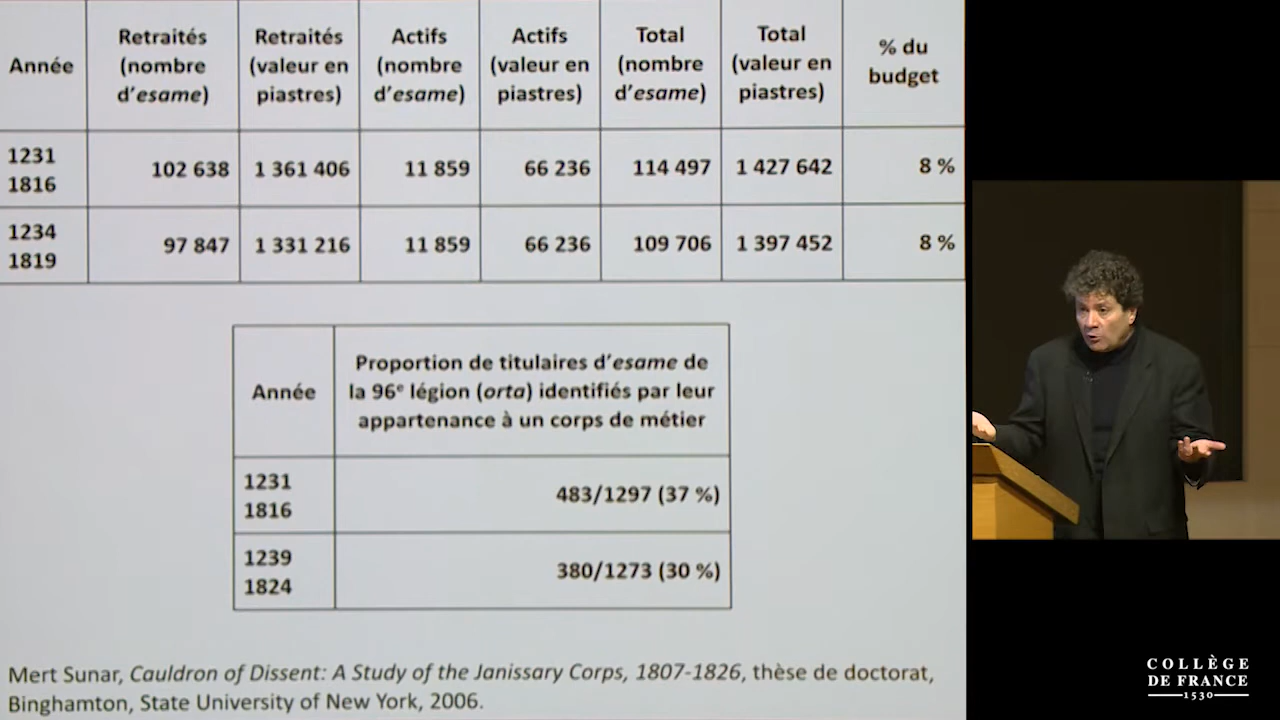 Année
Retraités
(nombre
d’esame)
Retraités
(valeur en
piastres)
Actifs
(nombre
d’esame)
Actifs
(valeur en
piastres)
Total
(nombre
d’esame)
Total
(valeur en
piastres)
% du
budget
1231
1816
102 638
1 361 406
11 859
66 236
114 497
1 427 642
8 %
1234
1819
97 847
1 331 216
11 859
66 236
109 706
1 397 452
8 %
Année
Proportion de titulaires d’esame de
la 96e légion (orta) identifiés par leur
appartenance à un corps de métier
1231
1816
483/1297 (37 %)
1239
1824
380/1273 (30 %)
Mert Sunar, Cauldron of Dissent: A Study of the Janissary Corps, 1807-1826, thèse de doctorat,
Binghamton, State University of New York, 2006.
COLLÈGE
DE FRANCE
1530